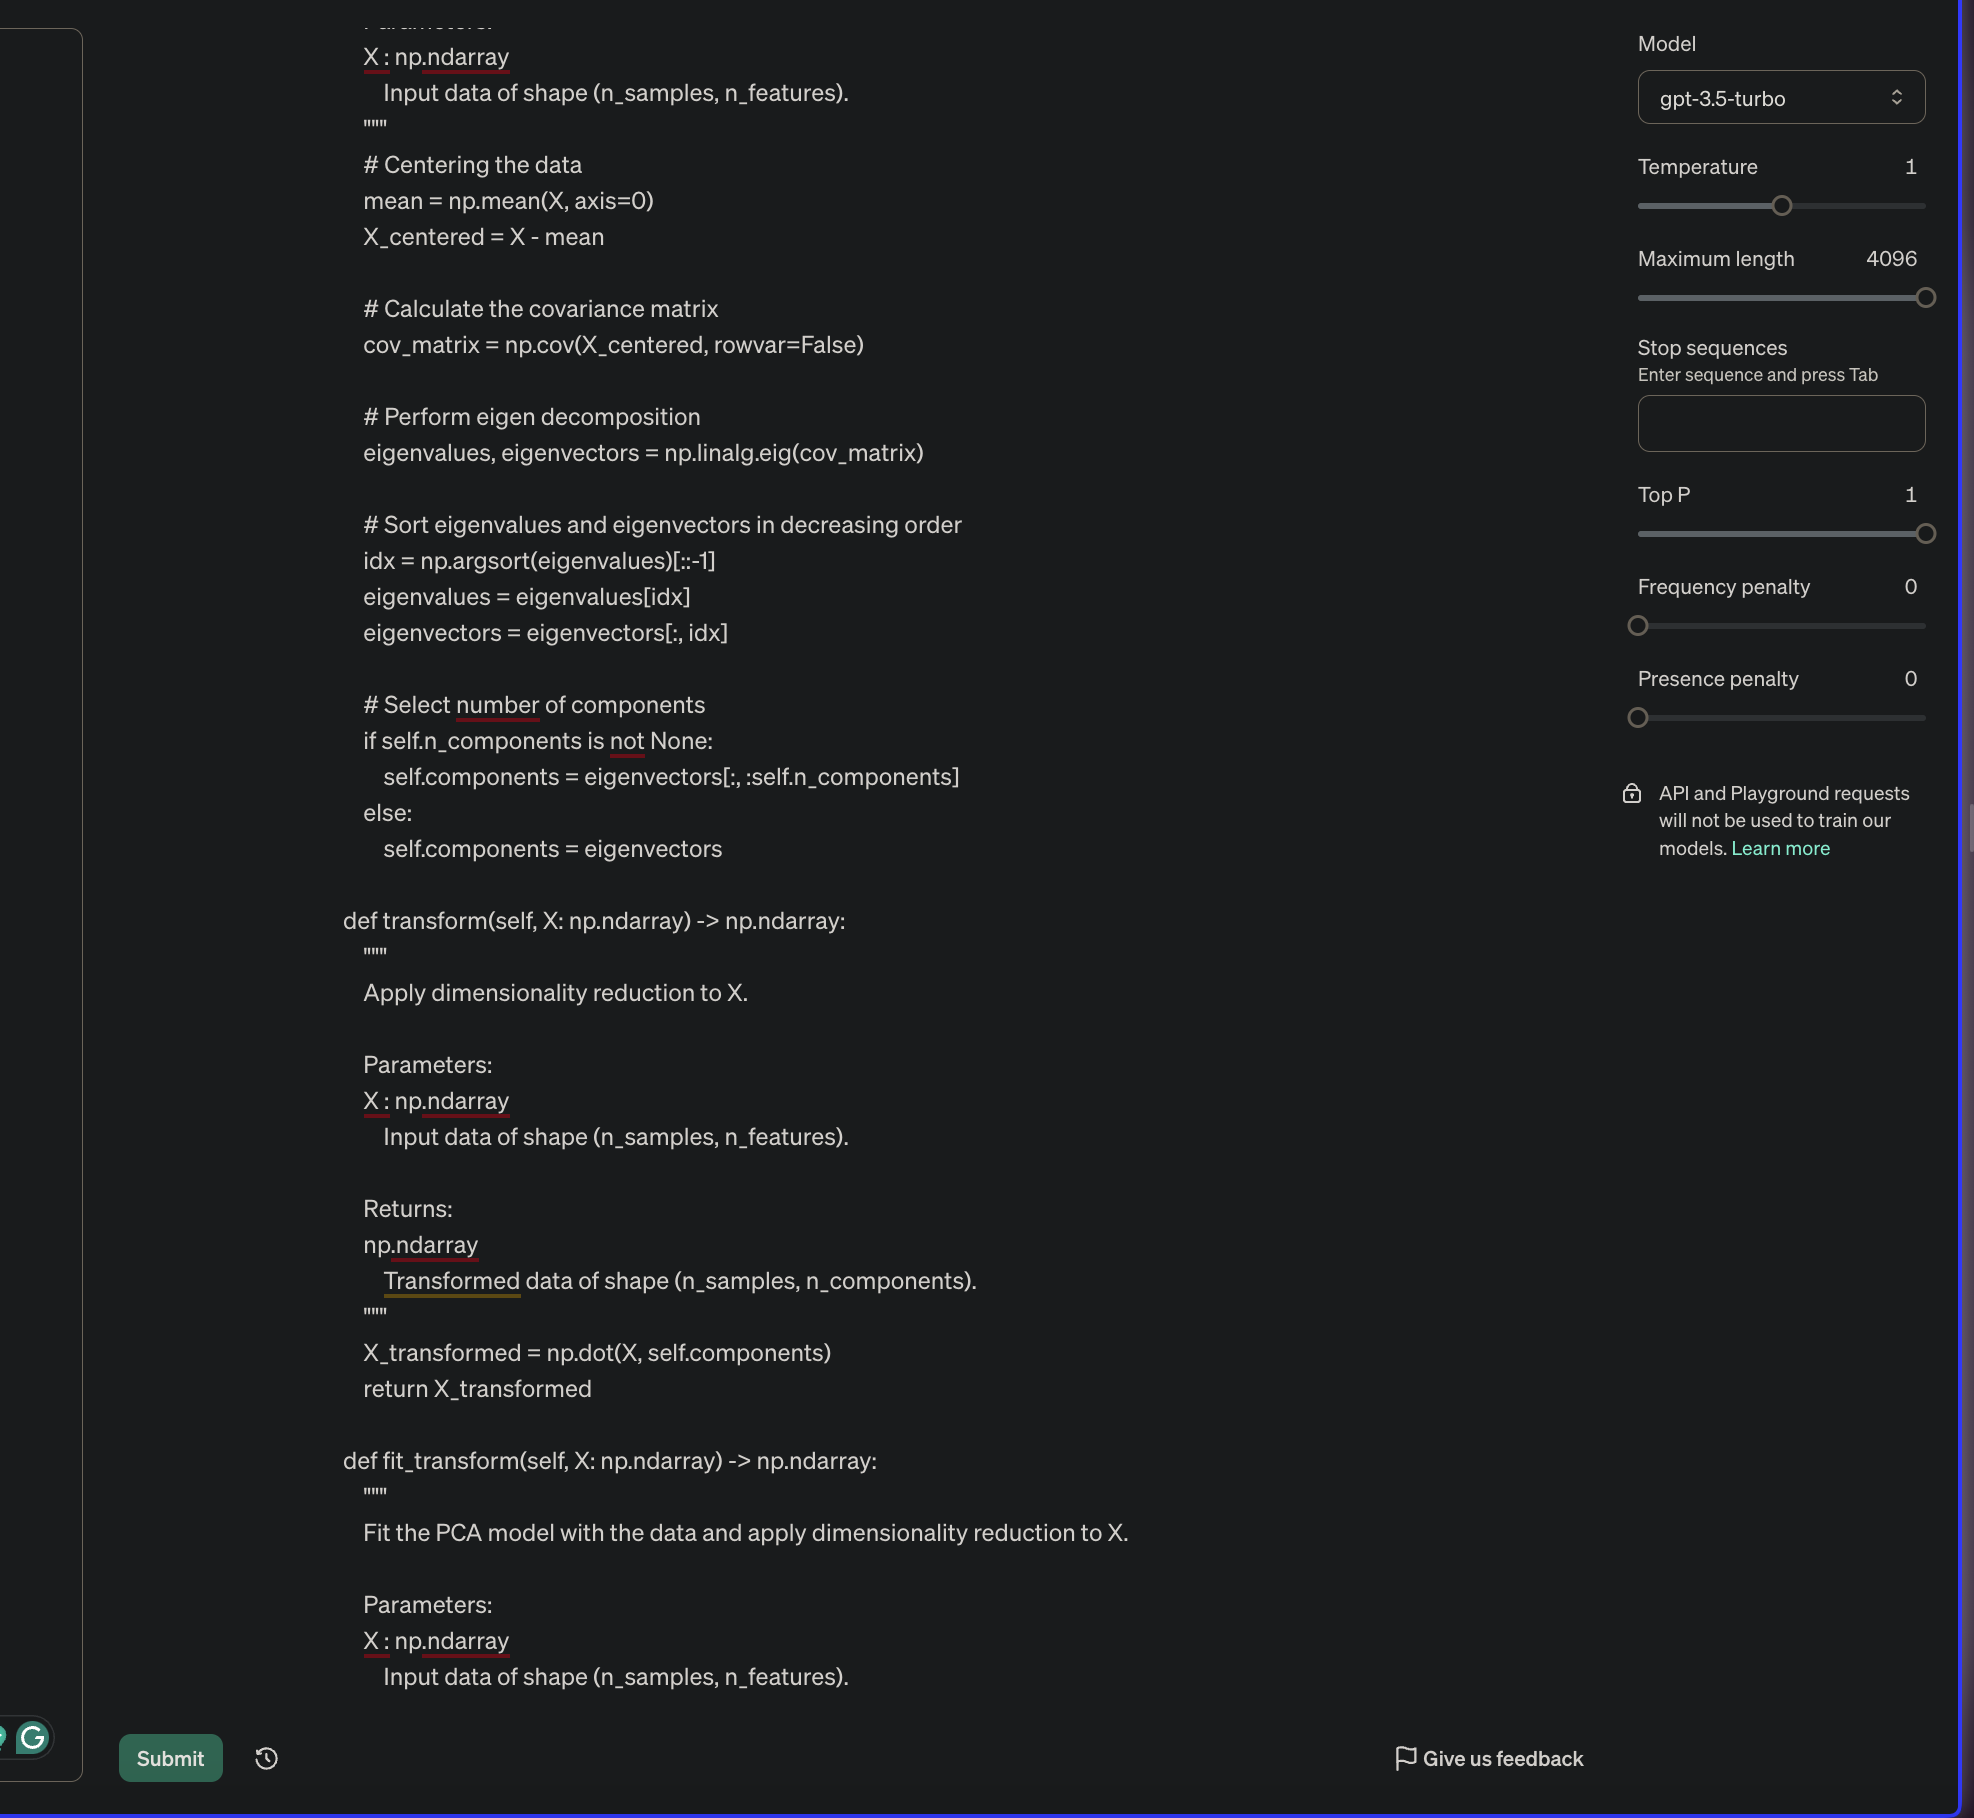 Parameters:
X : np.ndarray
Input data of shape (n_samples, n_features).
"""
# Centering the data
mean = np.mean(X, axis=0)
X_centered = X - mean
# Calculate the covariance matrix
cov_matrix = np.cov(X_centered, rowvar=False)
# Perform eigen decomposition
eigenvalues, eigenvectors = np.linalg.eig(cov_matrix)
# Sort eigenvalues and eigenvectors in decreasing order
idx = np.argsort(eigenvalues)[::-1]
eigenvalues = eigenvalues[idx]
eigenvectors = eigenvectors[:, idx]
# Select number of components
if self.n_components is not None:
self.components = eigenvectors[:, :self.n_components]
else:
self.components = eigenvectors
def transform(self, X: np.ndarray) -> np.ndarray:
"""
Apply dimensionality reduction to X.
Parameters:
X : np.ndarray
Input data of shape (n_samples, n_features).
Returns:
np.ndarray
Transformed data of shape (n_samples, n_components).
"""
X_transformed = np.dot(X, self.components)
return X_transformed
def fit_transform(self, X: np.ndarray) -> np.ndarray:
"""
Fit the PCA model with the data and apply dimensionality reduction to X.
Parameters:
X : np.ndarray
Input data of shape (n_samples, n_features).
G
Submit
Give us feedback
Model
gpt-3.5-turbo
Temperature 1
Maximum length 4096
Stop sequences
Enter sequence and press Tab
Top P 1
Frequency penalty 0
Presence penalty 0
API and Playground requests
will not be used to train our
models. Learn more